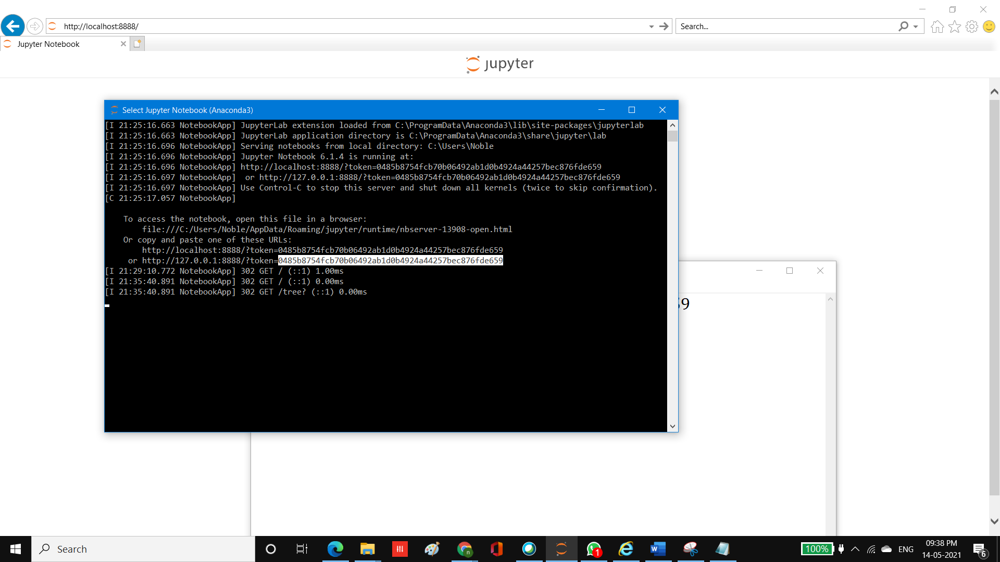 http://localhost:8888/
Search...
Jupyter Notebook
jupyter
Select Jupyter Notebook (Anaconda3)
[I 21:25:16.663 NotebookApp] JupyterLab extension loaded from C:\ProgramData\Anaconda3\lib\site-packages\jupyterlab
[I 21:25:16.663 NotebookApp] JupyterLab application directory is C:\ProgramData\Anaconda3\share\jupyter\lab
[I 21:25:16.696 NotebookApp] Serving notebooks from local directory: C:\Users\Noble
[I 21:25:16.696 NotebookApp] Jupyter Notebook 6.1.4 is running at:
[I 21:25:16.696 NotebookApp] http://localhost:8888/?token=0485b8754fcb70b06492ab1d0b4924a44257bec876fde659
[I 21:25:16.697 NotebookApp]  or http://127.0.0.1:8888/?token=0485b8754fcb70b06492ab1d0b4924a44257bec876fde659
[I 21:25:16.697 NotebookApp] Use Control-C to stop this server and shut down all kernels (twice to skip confirmation).
[C 21:25:17.057 NotebookApp]
To access the notebook, open this file in a browser:
file:///C:/Users/Noble/AppData/Roaming/jupyter/runtime/nbserver-13908-open.html
Or copy and paste one of these URLs:
http://localhost:8888/?token=0485b8754fcb70b06492ab1d0b4924a44257bec876fde659
or http://127.0.0.1:8888/?token=0485b8754fcb70b06492ab1d0b4924a44257bec876fde659
[I 21:29:10.772 NotebookApp] 302 GET / (::1) 1.00ms
[I 21:35:40.891 NotebookApp] 302 GET / (::1) 0.00ms
[I 21:35:40.891 NotebookApp] 302 GET /tree? (::1) 0.00ms
9
Search
n
1
W
100%
ENG
09:38 PM
14-05-2021
6